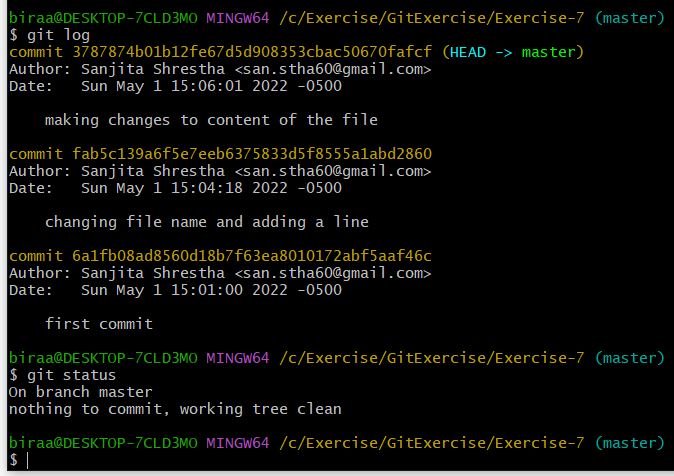 biraa@DESKTOP-7CLD3MO MINGW64 /c/Exercise/GitExercise/Exercise-7 (master)
$ git log
commit 3787874b01b12fe67d5d908353cbac50670fafcf (HEAD -> master)
Author: Sanjita Shrestha <san.stha60@gmail.com>
Date:   Sun May 1 15:06:01 2022 -0500

    making changes to content of the file

commit fab5c139a6f5e7eeb6375833d5f8555a1abd2860
Author: Sanjita Shrestha <san.stha60@gmail.com>
Date:   Sun May 1 15:04:18 2022 -0500

    changing file name and adding a line

commit 6a1fb08ad8560d18b7f63ea8010172abf5aaf46c
Author: Sanjita Shrestha <san.stha60@gmail.com>
Date:   Sun May 1 15:01:00 2022 -0500

    first commit

biraa@DESKTOP-7CLD3MO MINGW64 /c/Exercise/GitExercise/Exercise-7 (master)
$ git status
On branch master
nothing to commit, working tree clean

biraa@DESKTOP-7CLD3MO MINGW64 /c/Exercise/GitExercise/Exercise-7 (master)
$